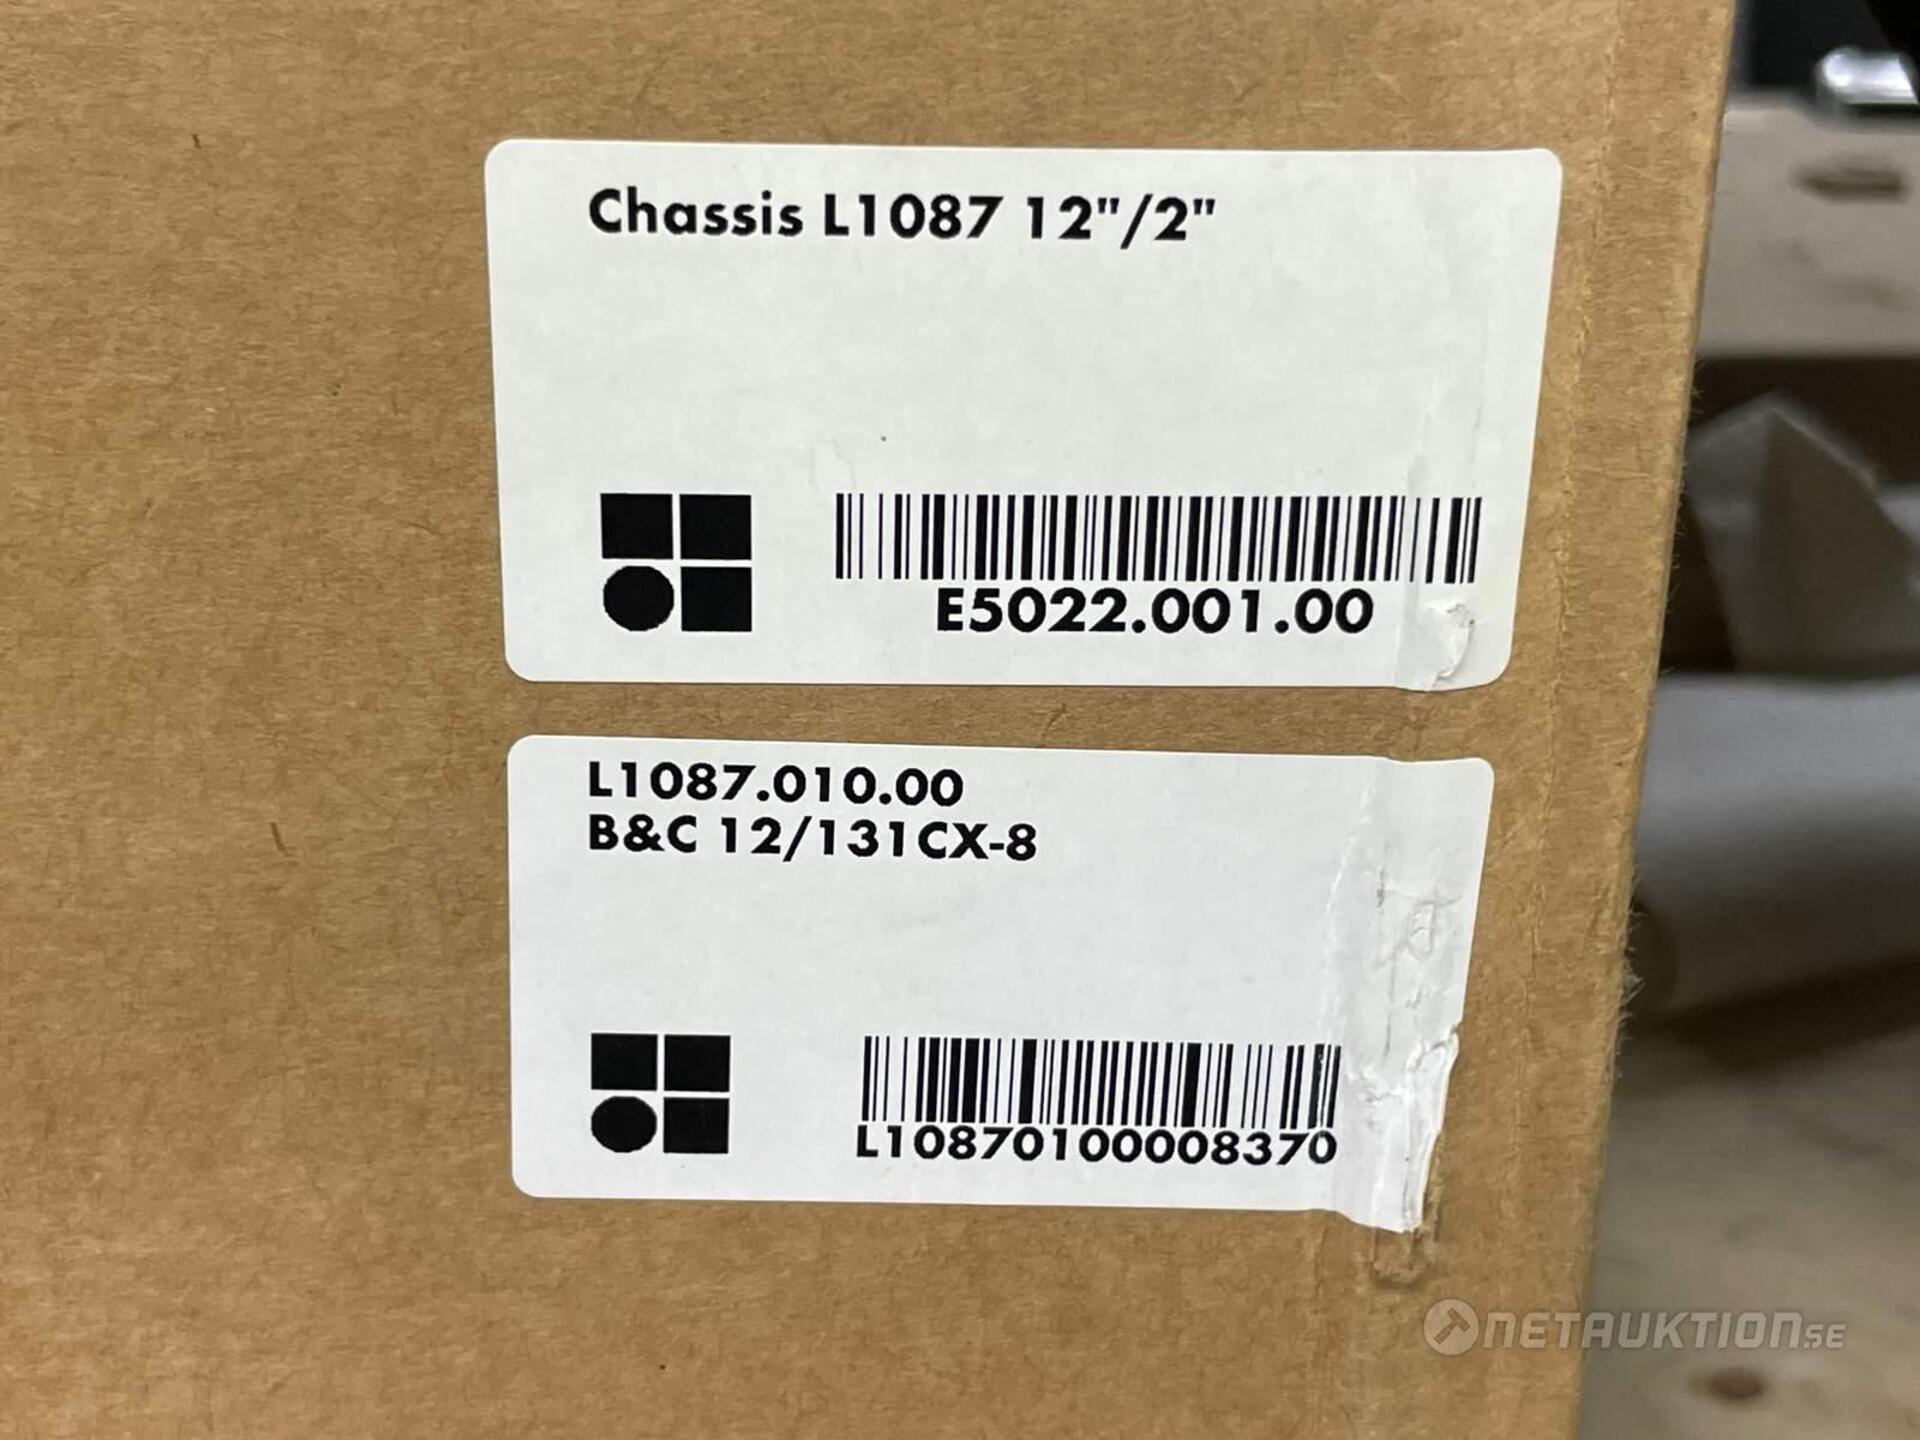 Chassis L1087 12"/2"
E5022.001.00
L1087.010.00
B&C 12/131CX-8
L10870100008370
NETAUKTION.SE